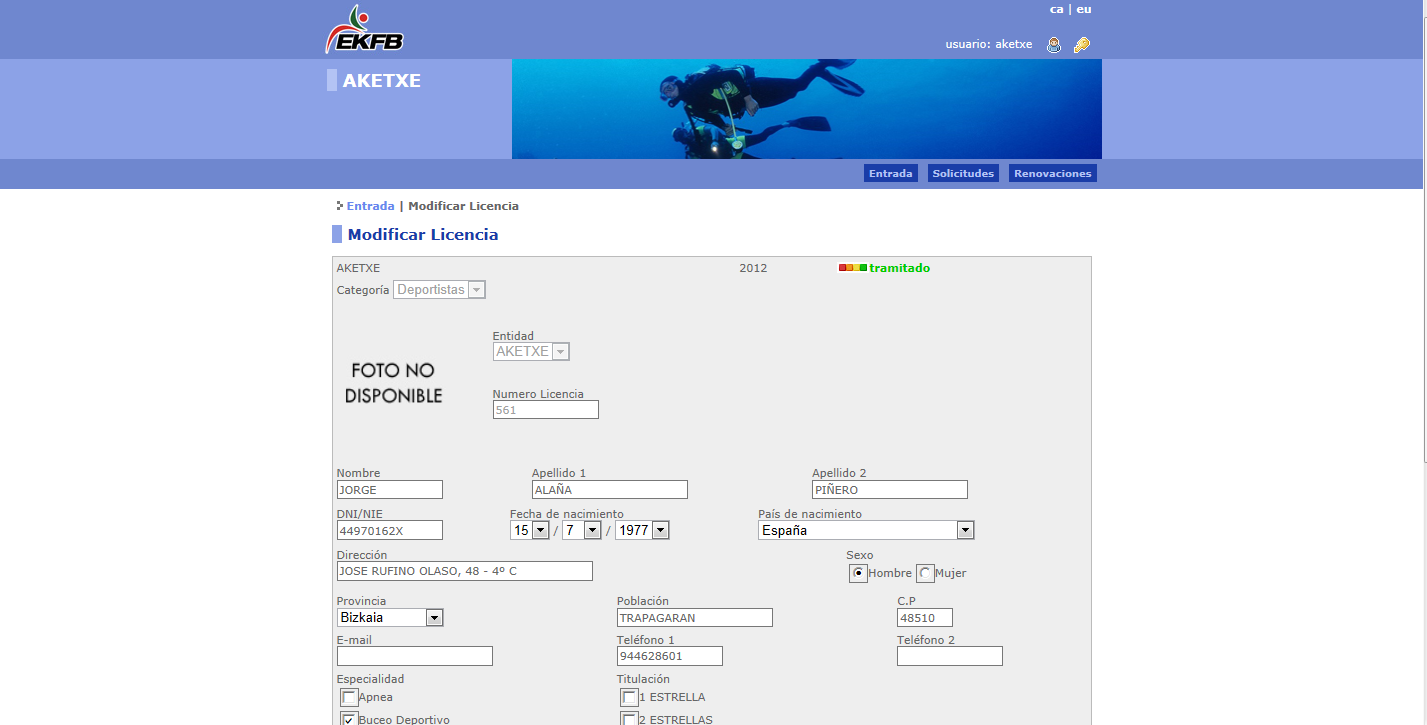 ca | eu
EKFB
usuario: aketxe
AKETXE
Entrada Solicitudes Renovaciones
Entrada | Modificar Licencia
Modificar Licencia
AKETXE 2012 tramitado
Categoría Deportistas
Entidad
AKETXE
FOTO NO
DISPONIBLE
Numero Licencia
561
Nombre Apellido 1 Apellido 2
JORGE ALAÑA PIÑERO
DNI/NIE Fecha de nacimiento País de nacimiento
44970162X 15 / 7 / 1977 España
Dirección Sexo
JOSE RUFINO OLASO, 48 - 4º C Hombre Mujer
Provincia Población C.P
Bizkaia TRAPAGARAN 48510
E-mail Teléfono 1 Teléfono 2
944628601
Especialidad Titulación
Apnea 1 ESTRELLA
Buceo Deportivo 2 ESTRELLAS